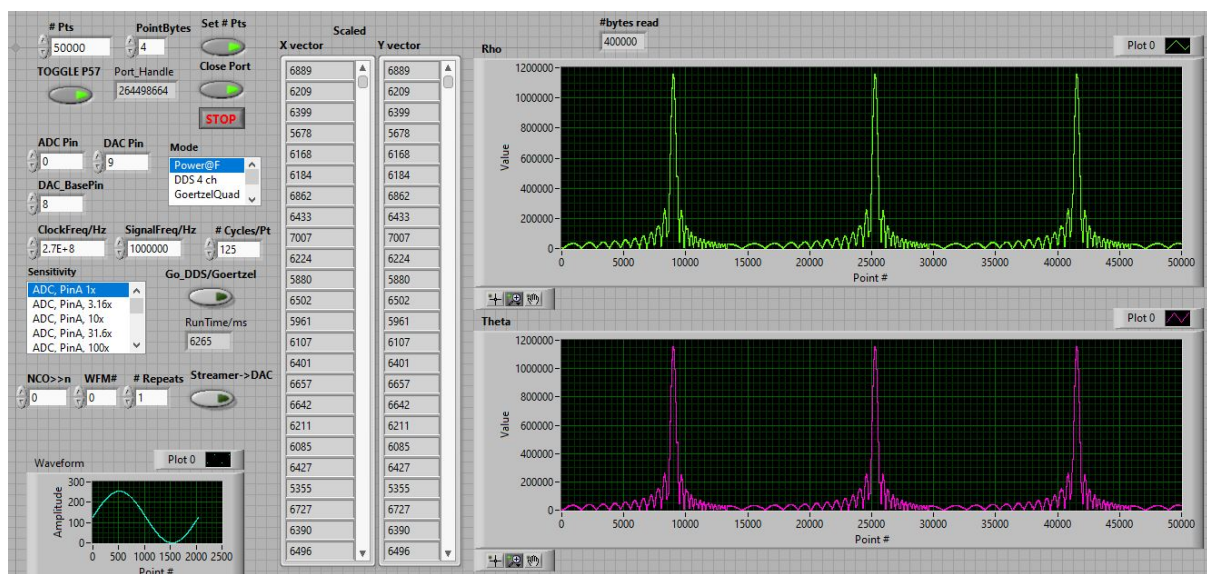 # Pts
PointBytes
Set # Pts
50000
4
TOGGLE P57
Port_Handle
Close Port
264498664
STOP
ADC Pin
DAC Pin
Mode
0
9
Power@F
DDS 4 ch
GoertzelQuad
DAC_BasePin
8
ClockFreq/Hz
SignalFreq/Hz
# Cycles/Pt
2.7E+8
1000000
125
Sensitivity
Go_DDS/Goertzel
ADC, PinA 1x
ADC, PinA, 3.16x
ADC, PinA, 10x
ADC, PinA, 31.6x
ADC, PinA, 100x
RunTime/ms
6265
NCO>>n
WFM#
# Repeats
Streamer->DAC
0
0
1
Waveform
Plot 0
300
200
100
0
Amplitude
0 500 1000 1500 2000 2500
Point #
Scaled
X vector
Y vector
6889 6889
6209 6209
6399 6399
5678 5678
6168 6168
6184 6184
6862 6862
6433 6433
7007 7007
6224 6224
5880 5880
6502 6502
5961 5961
6107 6107
6401 6401
6657 6657
6642 6642
6211 6211
6085 6085
6427 6427
5355 5355
6727 6727
6390 6390
6496 6496
#bytes read
400000
Rho
Plot 0
1200000
1000000
800000
600000
400000
200000
0
Value
0 5000 10000 15000 20000 25000 30000 35000 40000 45000 50000
Point #
Theta
Plot 0
1200000
1000000
800000
600000
400000
200000
0
Value
0 5000 10000 15000 20000 25000 30000 35000 40000 45000 50000
Point #